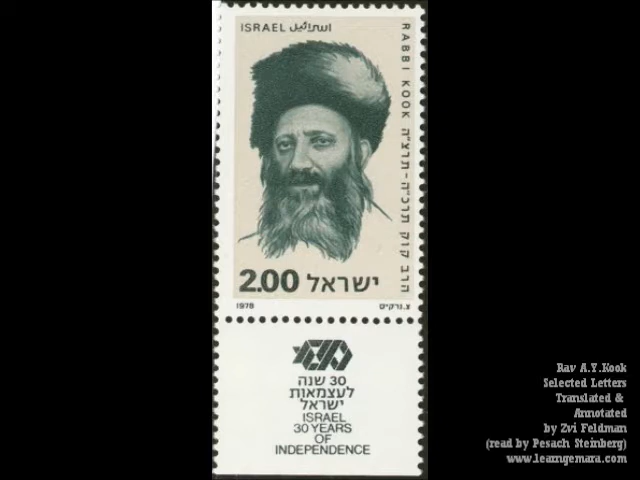 ISRAEL اسرائيل
RABBI KOOK
הרב קוק תרכ"ה-תרצ"ה
2.00 ישראל
1978
צ.נרקיס
30 שנה
לעצמאות
ישראל
ISRAEL
30 YEARS
OF
INDEPENDENCE
Rav A.Y.Kook
Selected Letters
Translated &
Annotated
by Zvi Feldman
(read by Pesach Steinberg)
www.learngemara.com